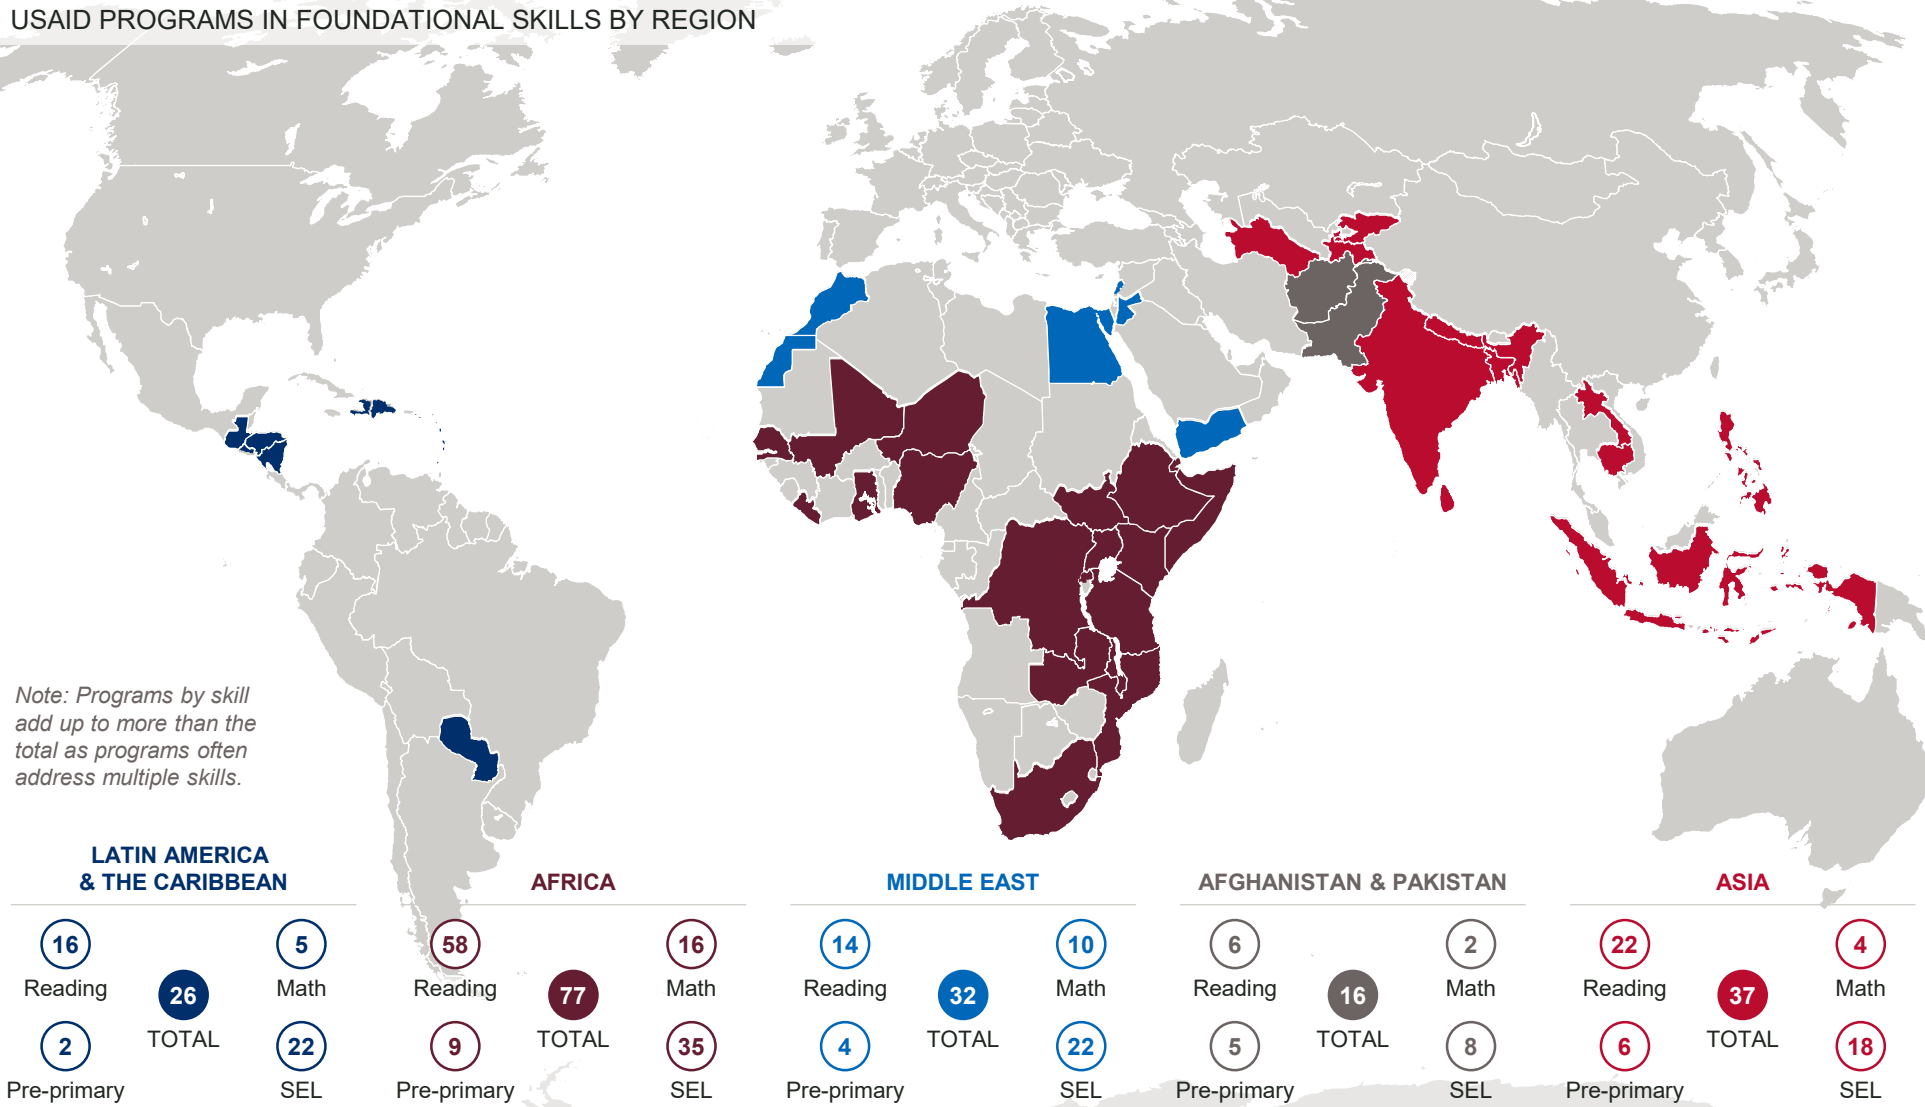 USAID PROGRAMS IN FOUNDATIONAL SKILLS BY REGION
Note: Programs by skill
add up to more than the
total as programs often
address multiple skills.
LATIN AMERICA
& THE CARIBBEAN
16
Reading
5
Math
26
TOTAL
2
Pre-primary
22
SEL
AFRICA
58
Reading
16
Math
77
TOTAL
9
Pre-primary
35
SEL
MIDDLE EAST
14
Reading
10
Math
32
TOTAL
4
Pre-primary
22
SEL
AFGHANISTAN & PAKISTAN
6
Reading
2
Math
16
TOTAL
5
Pre-primary
8
SEL
ASIA
22
Reading
4
Math
37
TOTAL
6
Pre-primary
18
SEL